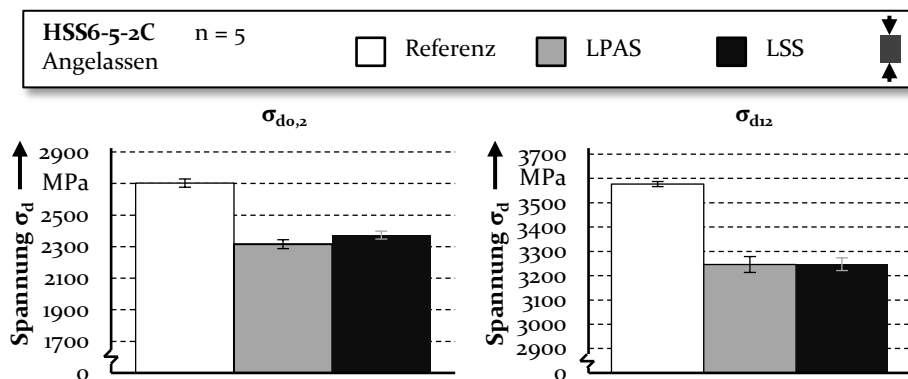 HSS6-5-2C n = 5
Angelassen
Referenz
LPAS
LSS
σd0,2
Spannung σd
MPa
2900
2500
2300
2100
1900
1700
0
σd12
Spannung σd
MPa
3700
3500
3400
3300
3200
3100
3000
2900
0